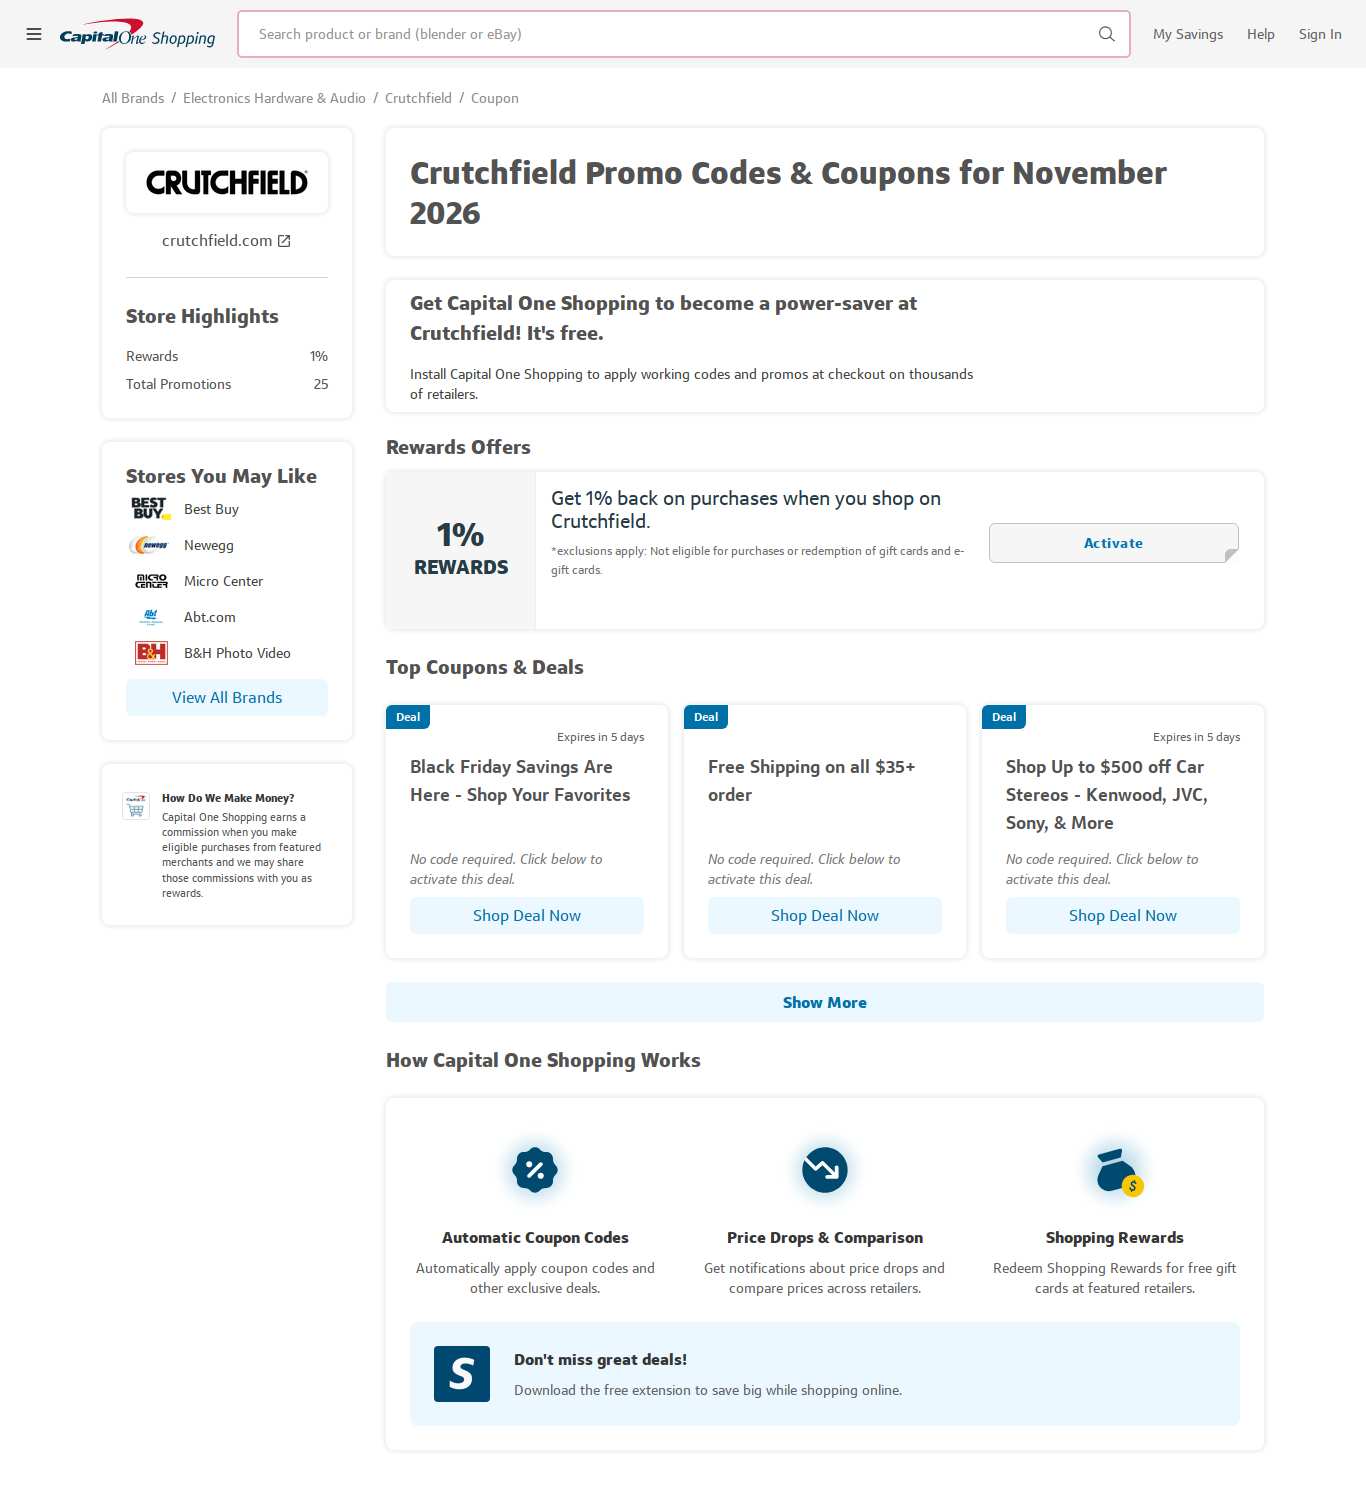 Capital One Shopping
Search product or brand (blender or eBay)
My Savings
Help
Sign In
All Brands / Electronics Hardware & Audio / Crutchfield / Coupon
CRUTCHFIELD
crutchfield.com
Store Highlights
Rewards 1%
Total Promotions 25
Stores You May Like
BEST BUY Best Buy
Newegg Newegg
MICRO CENTER Micro Center
Abt Abt.com
B&H B&H Photo Video
View All Brands
How Do We Make Money?
Capital One Shopping earns a
commission when you make
eligible purchases from featured
merchants and we may share
those commissions with you as
rewards.
Crutchfield Promo Codes & Coupons for November
2026
Get Capital One Shopping to become a power-saver at
Crutchfield! It's free.
Install Capital One Shopping to apply working codes and promos at checkout on thousands
of retailers.
Rewards Offers
1%
REWARDS
Get 1% back on purchases when you shop on
Crutchfield.
*exclusions apply: Not eligible for purchases or redemption of gift cards and e-
gift cards.
Activate
Top Coupons & Deals
Deal
Expires in 5 days
Black Friday Savings Are
Here - Shop Your Favorites
No code required. Click below to
activate this deal.
Shop Deal Now
Deal
Free Shipping on all $35+
order
No code required. Click below to
activate this deal.
Shop Deal Now
Deal
Expires in 5 days
Shop Up to $500 off Car
Stereos - Kenwood, JVC,
Sony, & More
No code required. Click below to
activate this deal.
Shop Deal Now
Show More
How Capital One Shopping Works
Automatic Coupon Codes
Automatically apply coupon codes and
other exclusive deals.
Price Drops & Comparison
Get notifications about price drops and
compare prices across retailers.
Shopping Rewards
Redeem Shopping Rewards for free gift
cards at featured retailers.
S
Don't miss great deals!
Download the free extension to save big while shopping online.